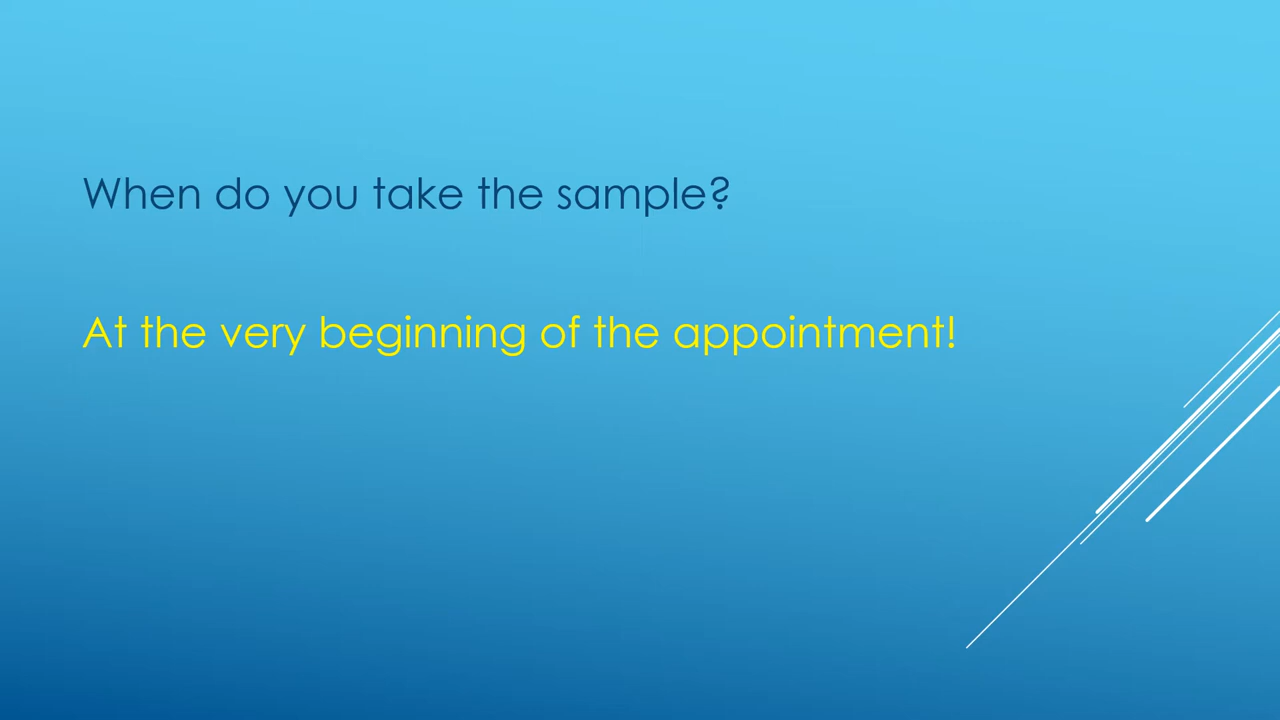 When do you take the sample?
At the very beginning of the appointment!